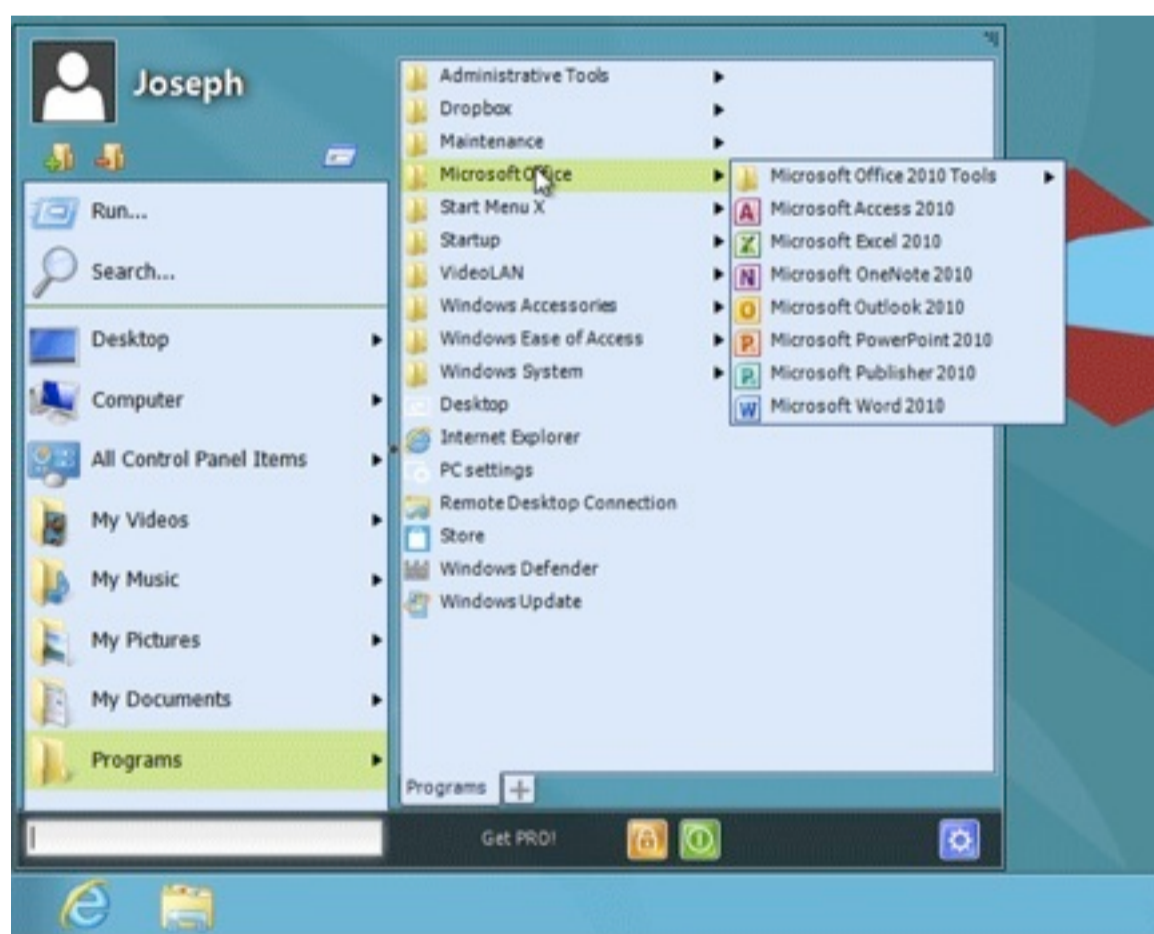 Joseph
Run...
Search...
Desktop
Computer
All Control Panel Items
My Videos
My Music
My Pictures
My Documents
Programs
Administrative Tools
Dropbox
Maintenance
Microsoft Office
Start Menu X
Startup
VideoLAN
Windows Accessories
Windows Ease of Access
Windows System
Desktop
Internet Explorer
PC settings
Remote Desktop Connection
Store
Windows Defender
Windows Update
Microsoft Office 2010 Tools
Microsoft Access 2010
Microsoft Excel 2010
Microsoft OneNote 2010
Microsoft Outlook 2010
Microsoft PowerPoint 2010
Microsoft Publisher 2010
Microsoft Word 2010
Programs
Get PRO!